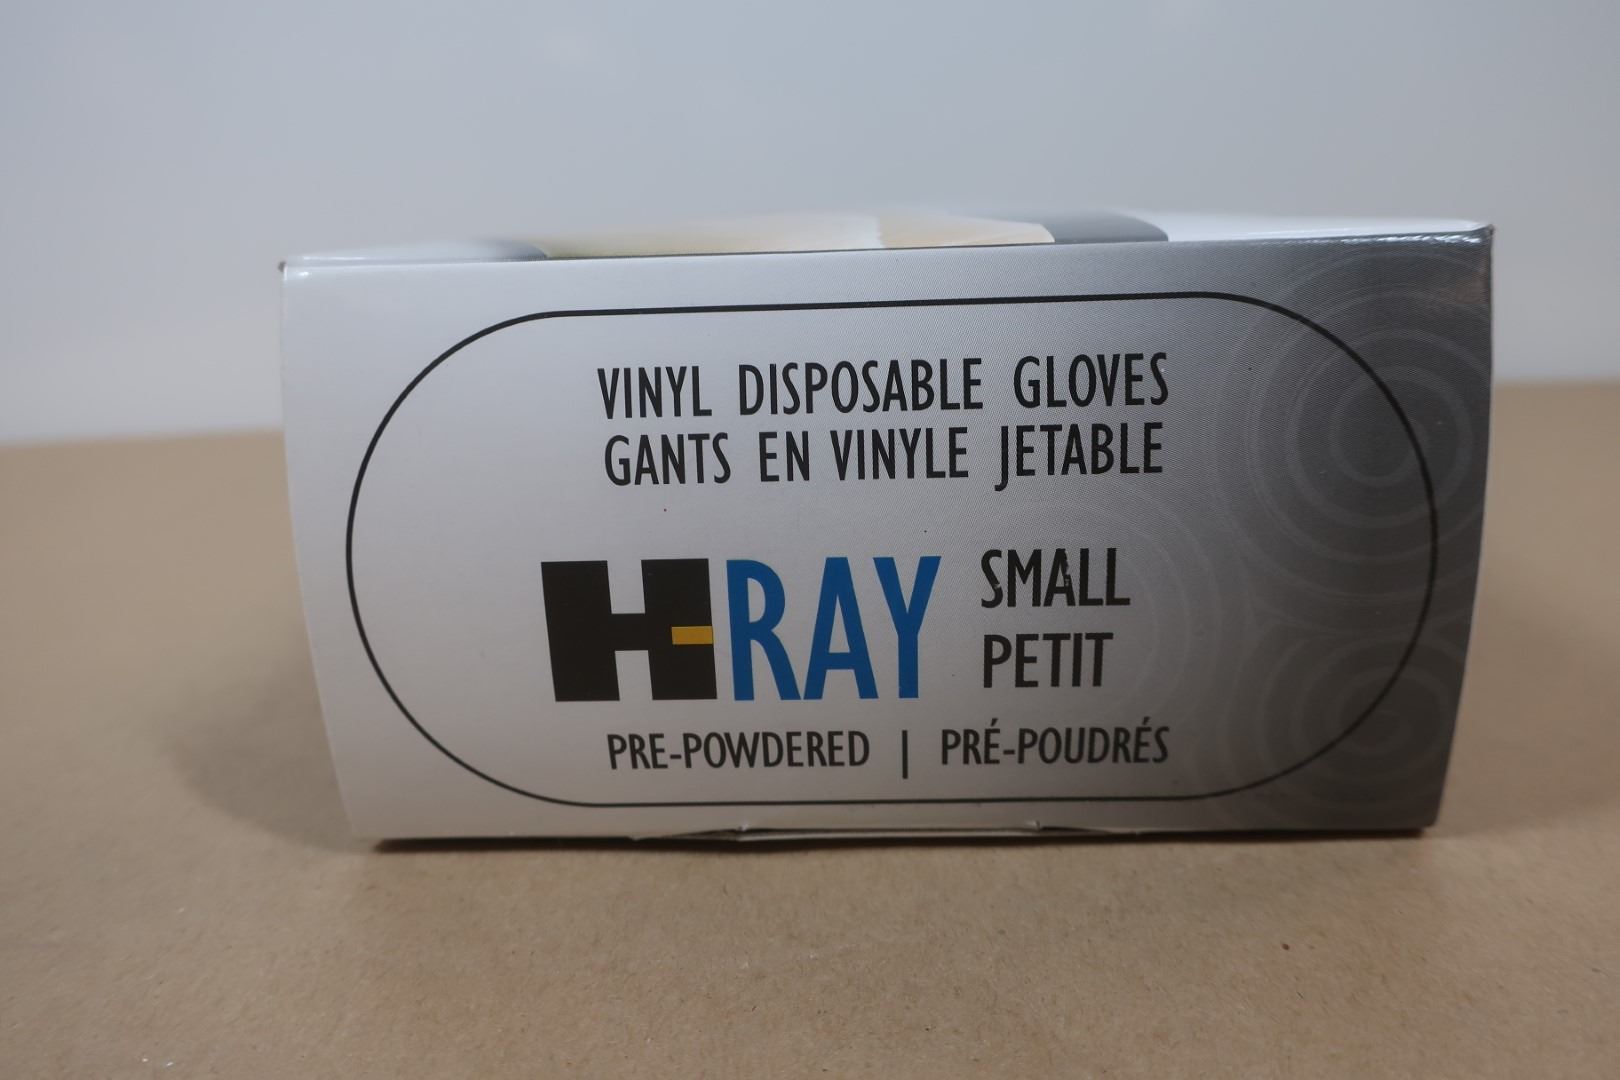 VINYL DISPOSABLE GLOVES
GANTS EN VINYLE JETABLE
H-RAY
SMALL
PETIT
PRE-POWDERED | PRÉ-POUDRÉS